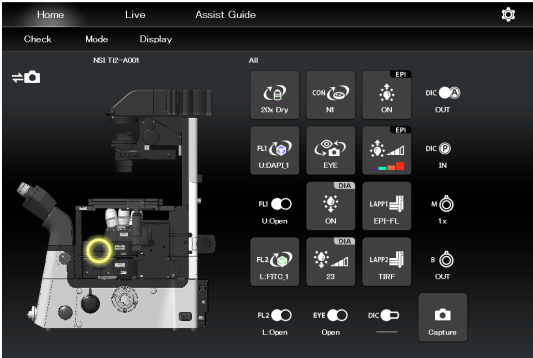 Home Live Assist Guide
Check Mode Display
NSI Ti2-A001
All
20x Dry
CON
N1
EPI
ON
DIC A
OUT
FL1
U:DAPI_1
EYE
EPI
DIC P
IN
FL1
U:Open
DIA
ON
LAPP1
EPI-FL
M
1x
FL2
L:FITC_1
DIA
23
LAPP2
TIRF
B
OUT
FL2
L:Open
EYE
Open
DIC
Capture